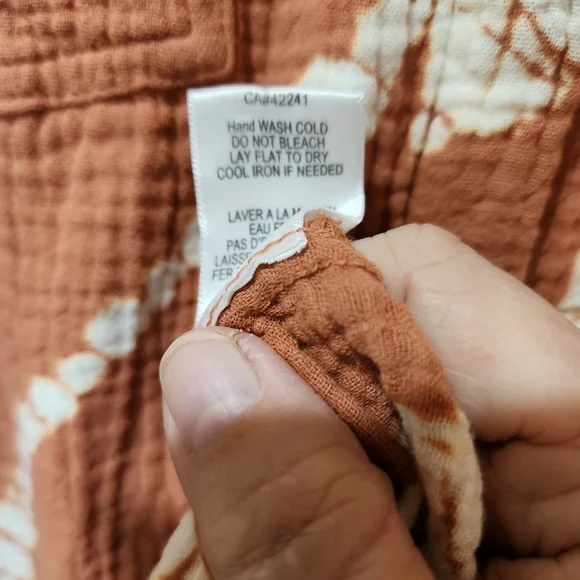 CA#42241
Hand WASH COLD
DO NOT BLEACH
LAY FLAT TO DRY
COOL IRON IF NEEDED
LAVER A LA
EAU
PAS
FER